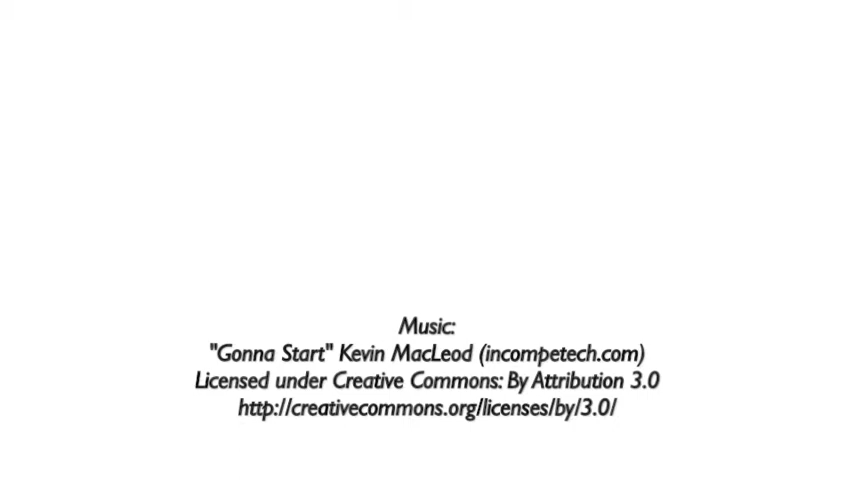 Music:
"Gonna Start" Kevin MacLeod (incompetech.com)
Licensed under Creative Commons: By Attribution 3.0
http://creativecommons.org/licenses/by/3.0/